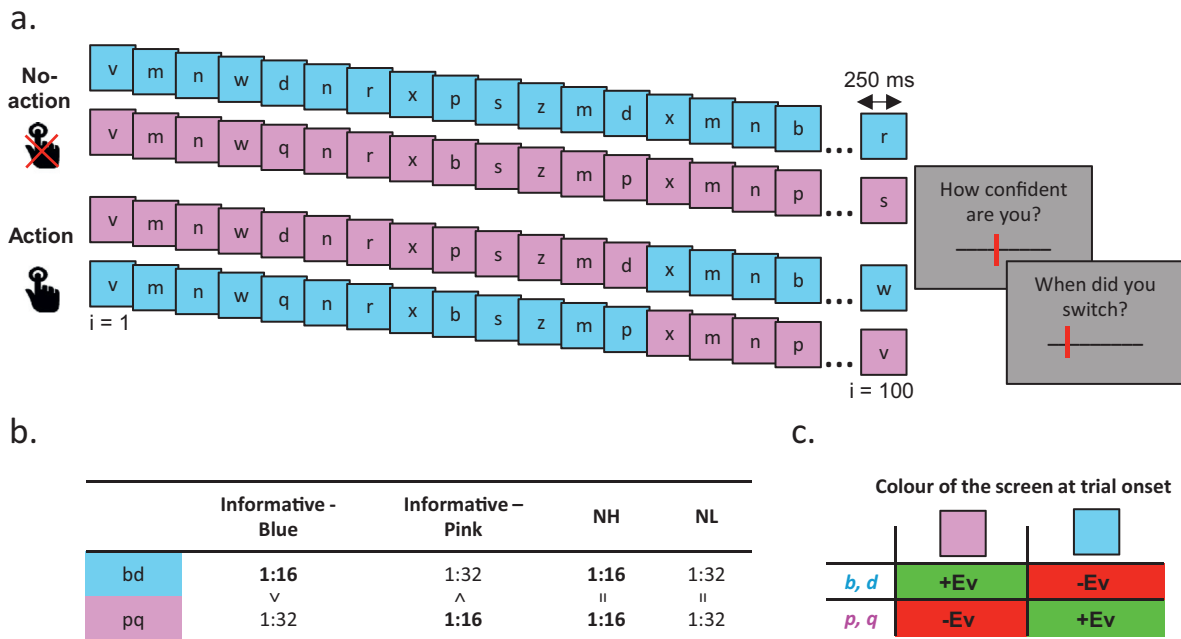 a.
No-
action
v m n w d n r x p s z m d x m n b ... r
250 ms
v m n w q n r x b s z m p x m n p ... s
Action
v m n w d n r x p s z m d x m n b ... w
v m n w q n r x b s z m p x m n p ... v
i = 1
i = 100
How confident
are you?
When did you
switch?
b.
Informative -
Blue
Informative –
Pink
NH
NL
bd 1:16 1:32 1:16 1:32
> < = =
pq 1:32 1:16 1:16 1:32
c.
Colour of the screen at trial onset
b, d +Ev -Ev
p, q -Ev +Ev